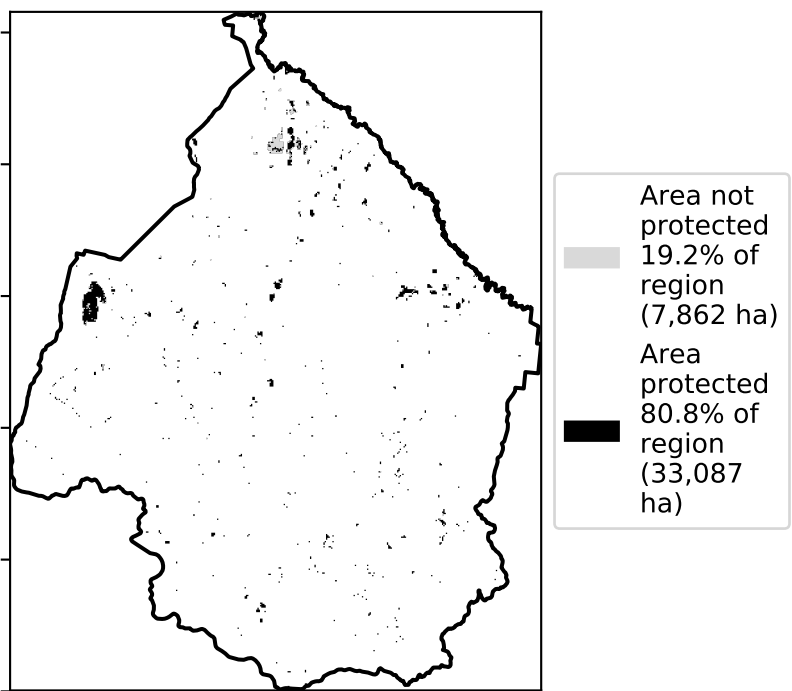 Area not
protected
19.2% of
region
(7,862 ha)
Area
protected
80.8% of
region
(33,087
ha)